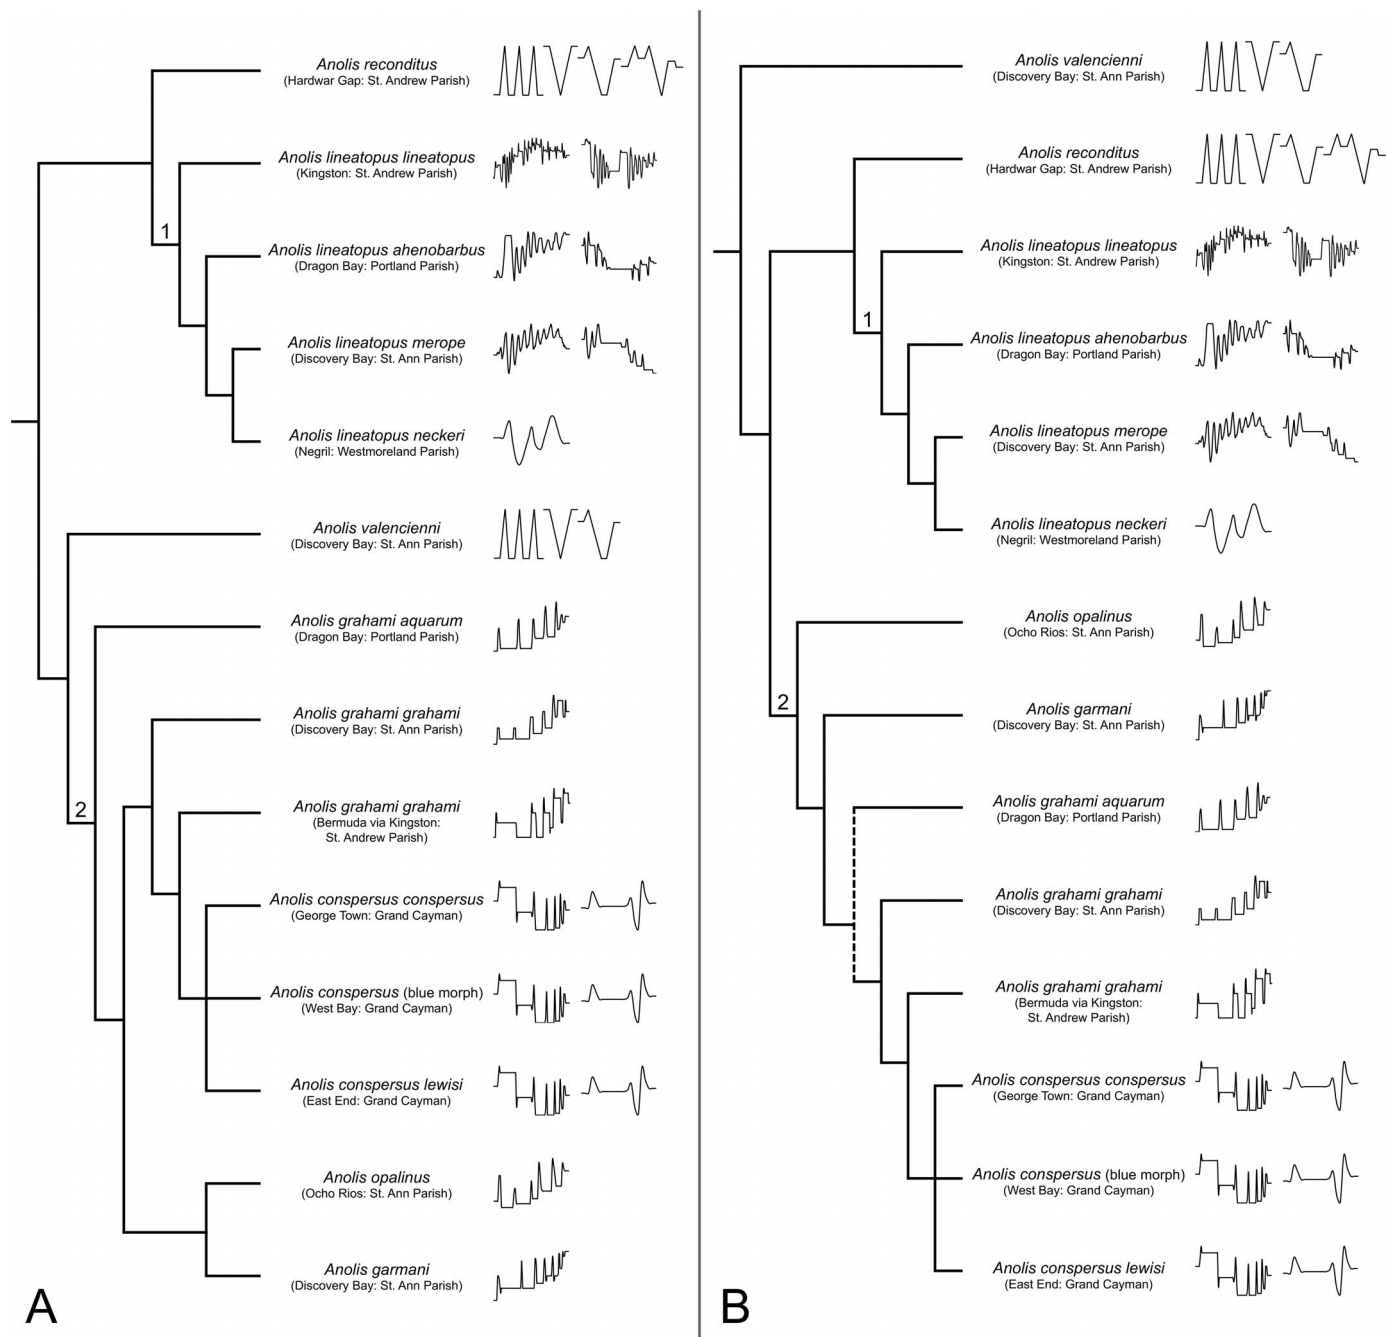 Anolis reconditus
(Hardwar Gap: St. Andrew Parish)
Anolis lineatopus lineatopus
(Kingston: St. Andrew Parish)
1
Anolis lineatopus ahenobarbus
(Dragon Bay: Portland Parish)
Anolis lineatopus merope
(Discovery Bay: St. Ann Parish)
Anolis lineatopus neckeri
(Negril: Westmoreland Parish)
Anolis valencienni
(Discovery Bay: St. Ann Parish)
Anolis grahami aquarum
(Dragon Bay: Portland Parish)
Anolis grahami grahami
(Discovery Bay: St. Ann Parish)
2
Anolis grahami grahami
(Bermuda via Kingston:
St. Andrew Parish)
Anolis conspersus conspersus
(George Town: Grand Cayman)
Anolis conspersus (blue morph)
(West Bay: Grand Cayman)
Anolis conspersus lewisi
(East End: Grand Cayman)
Anolis opalinus
(Ocho Rios: St. Ann Parish)
Anolis garmani
(Discovery Bay: St. Ann Parish)
A
Anolis valencienni
(Discovery Bay: St. Ann Parish)
Anolis reconditus
(Hardwar Gap: St. Andrew Parish)
Anolis lineatopus lineatopus
(Kingston: St. Andrew Parish)
1
Anolis lineatopus ahenobarbus
(Dragon Bay: Portland Parish)
Anolis lineatopus merope
(Discovery Bay: St. Ann Parish)
Anolis lineatopus neckeri
(Negril: Westmoreland Parish)
Anolis opalinus
(Ocho Rios: St. Ann Parish)
2
Anolis garmani
(Discovery Bay: St. Ann Parish)
Anolis grahami aquarum
(Dragon Bay: Portland Parish)
Anolis grahami grahami
(Discovery Bay: St. Ann Parish)
Anolis grahami grahami
(Bermuda via Kingston:
St. Andrew Parish)
Anolis conspersus conspersus
(George Town: Grand Cayman)
Anolis conspersus (blue morph)
(West Bay: Grand Cayman)
Anolis conspersus lewisi
(East End: Grand Cayman)
B